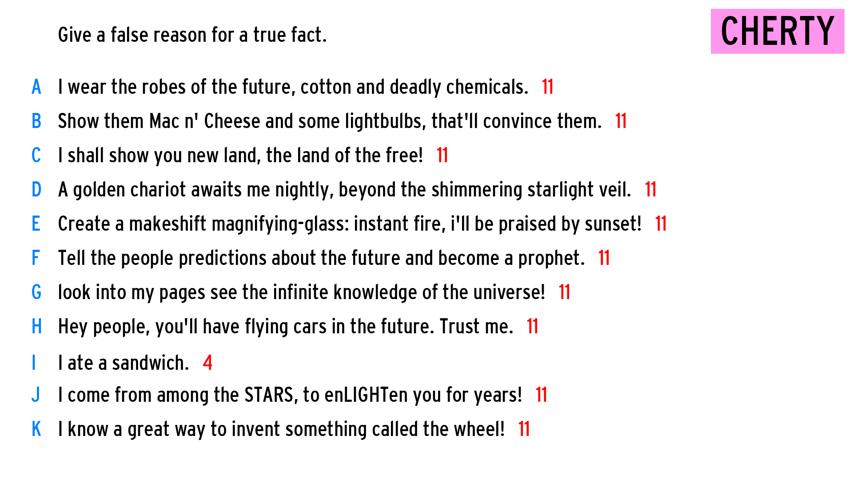 Give a false reason for a true fact.
CHERTY
A I wear the robes of the future, cotton and deadly chemicals. 11
B Show them Mac n' Cheese and some lightbulbs, that'll convince them. 11
C I shall show you new land, the land of the free! 11
D A golden chariot awaits me nightly, beyond the shimmering starlight veil. 11
E Create a makeshift magnifying-glass: instant fire, i'll be praised by sunset! 11
F Tell the people predictions about the future and become a prophet. 11
G look into my pages see the infinite knowledge of the universe! 11
H Hey people, you'll have flying cars in the future. Trust me. 11
I I ate a sandwich. 4
J I come from among the STARS, to enLIGHTen you for years! 11
K I know a great way to invent something called the wheel! 11